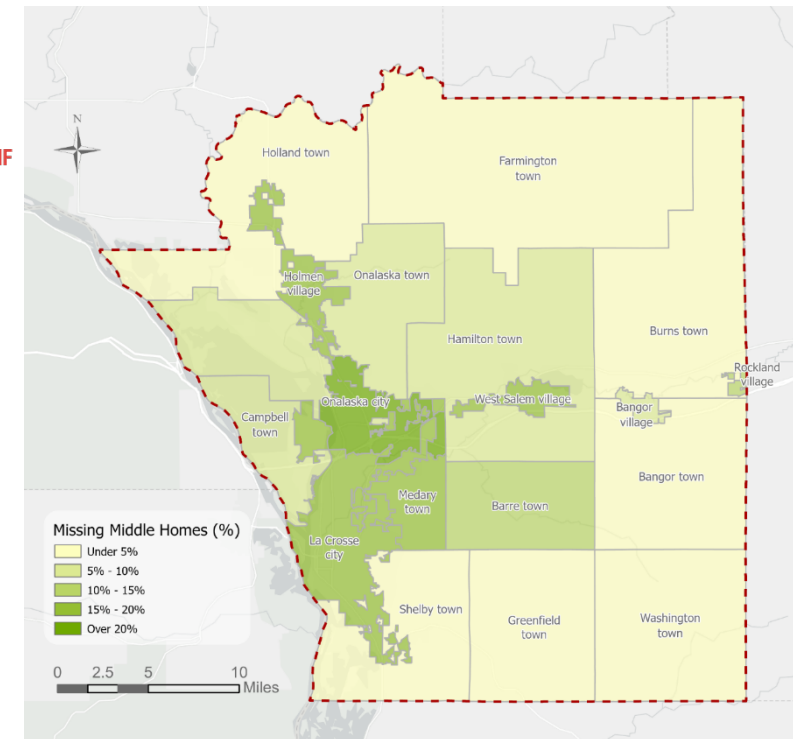 N
IF
Holland town
Farmington
town
Holmen
village
Onalaska town
Hamilton town
Burns town
Rockland
village
Onalaska city
West Salem village
Bangor
village
Campbell
town
Bangor town
Medary
town
Barre town
La Crosse
city
Shelby town
Greenfield
town
Washington
town
Missing Middle Homes (%)
Under 5%
5% - 10%
10% - 15%
15% - 20%
Over 20%
0 2.5 5 10
Miles